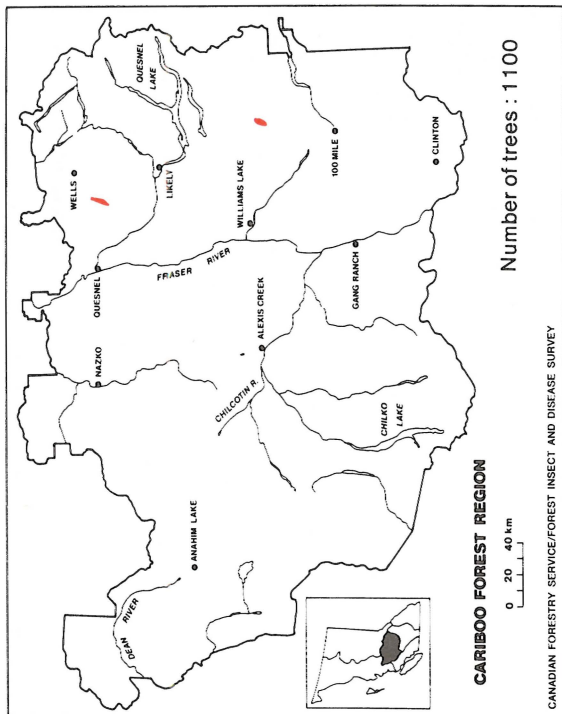 WELLS
QUESNEL
LAKE
LIKELY
QUESNEL
NAZKO
FRASER RIVER
WILLIAMS LAKE
100 MILE
CLINTON
ALEXIS CREEK
CHILCOTIN R.
GANG RANCH
ANAHIM LAKE
DEAN RIVER
CHILKO
LAKE
CARIBOO FOREST REGION
0 20 40 km
Number of trees : 1100
CANADIAN FORESTRY SERVICE/FOREST INSECT AND DISEASE SURVEY